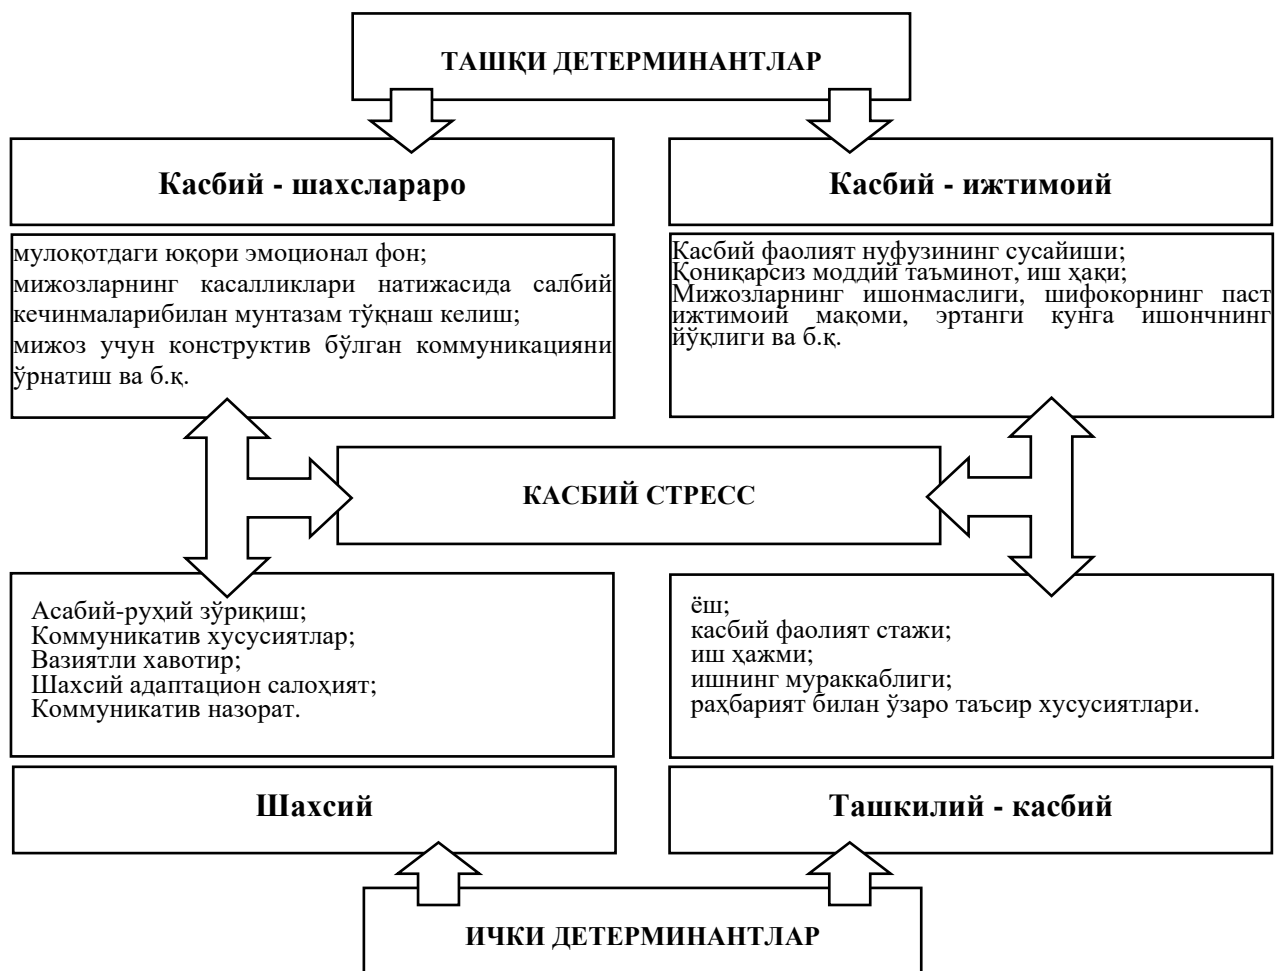 ТАШҚИ ДЕТЕРМИНАНТЛАР
Касбий - шахслараро
мулоқотдаги юқори эмоционал фон;
мижозларнинг касалликлари натижасида салбий
кечинмаларибилан мунтазам тўқнаш келиш;
мижоз учун конструктив бўлган коммуникацияни
ўрнатиш ва б.қ.
Касбий - ижтимоий
Касбий фаолият нуфузининг сусайиши;
Қониқарсиз моддий таъминот, иш ҳақи;
Мижозларнинг ишонмаслиги, шифокорнинг паст
ижтимоий мақоми, эртанги кунга ишончнинг
йўқлиги ва б.қ.
КАСБИЙ СТРЕСС
Асабий-руҳий зўриқиш;
Коммуникатив хусусиятлар;
Вазиятли хавотир;
Шахсий адаптацион салоҳият;
Коммуникатив назорат.
Шахсий
ёш;
касбий фаолият стажи;
иш ҳажми;
ишнинг мураккаблиги;
раҳбарият билан ўзаро таъсир хусусиятлари.
Ташкилий - касбий
ИЧКИ ДЕТЕРМИНАНТЛАР